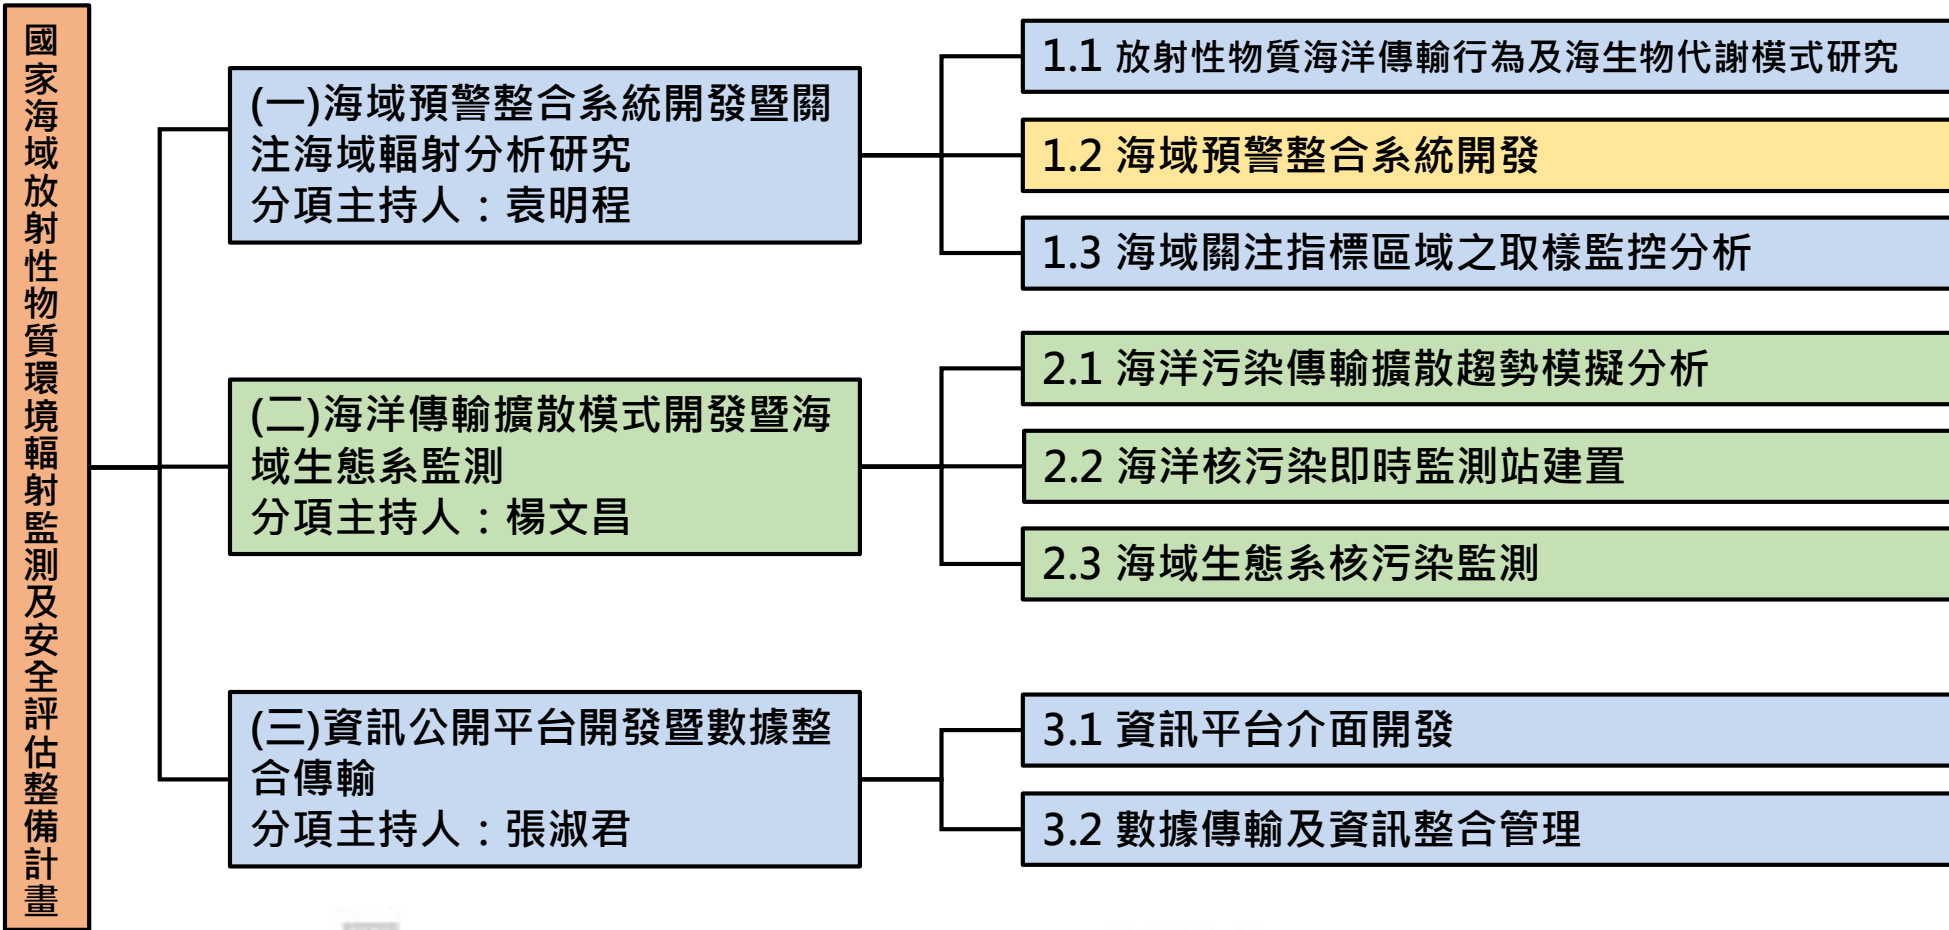 國家海域放射性物質環境輻射監測及安全評估整備計畫
(一)海域預警整合系統開發暨關
注海域輻射分析研究
分項主持人：袁明程
1.1 放射性物質海洋傳輸行為及海生物代謝模式研究
1.2 海域預警整合系統開發
1.3 海域關注指標區域之取樣監控分析
(二)海洋傳輸擴散模式開發暨海
域生態系監測
分項主持人：楊文昌
2.1 海洋污染傳輸擴散趨勢模擬分析
2.2 海洋核污染即時監測站建置
2.3 海域生態系核污染監測
(三)資訊公開平台開發暨數據整
合傳輸
分項主持人：張淑君
3.1 資訊平台介面開發
3.2 數據傳輸及資訊整合管理